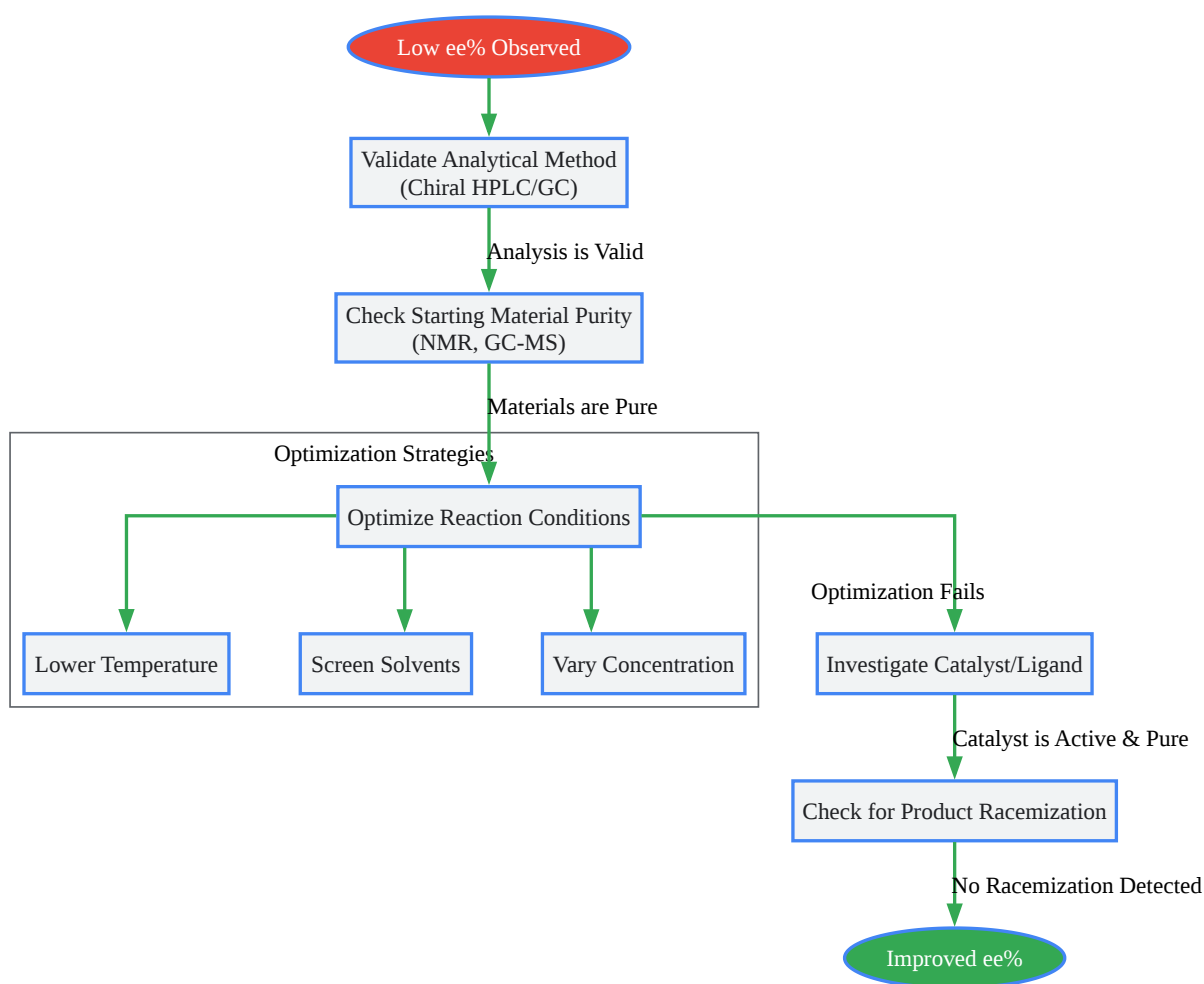 Low ee% Observed
Validate Analytical Method
(Chiral HPLC/GC)
Analysis is Valid
Check Starting Material Purity
(NMR, GC-MS)
Materials are Pure
Optimization Strategies
Optimize Reaction Conditions
Optimization Fails
Lower Temperature
Screen Solvents
Vary Concentration
Investigate Catalyst/Ligand
Catalyst is Active & Pure
Check for Product Racemization
No Racemization Detected
Improved ee%